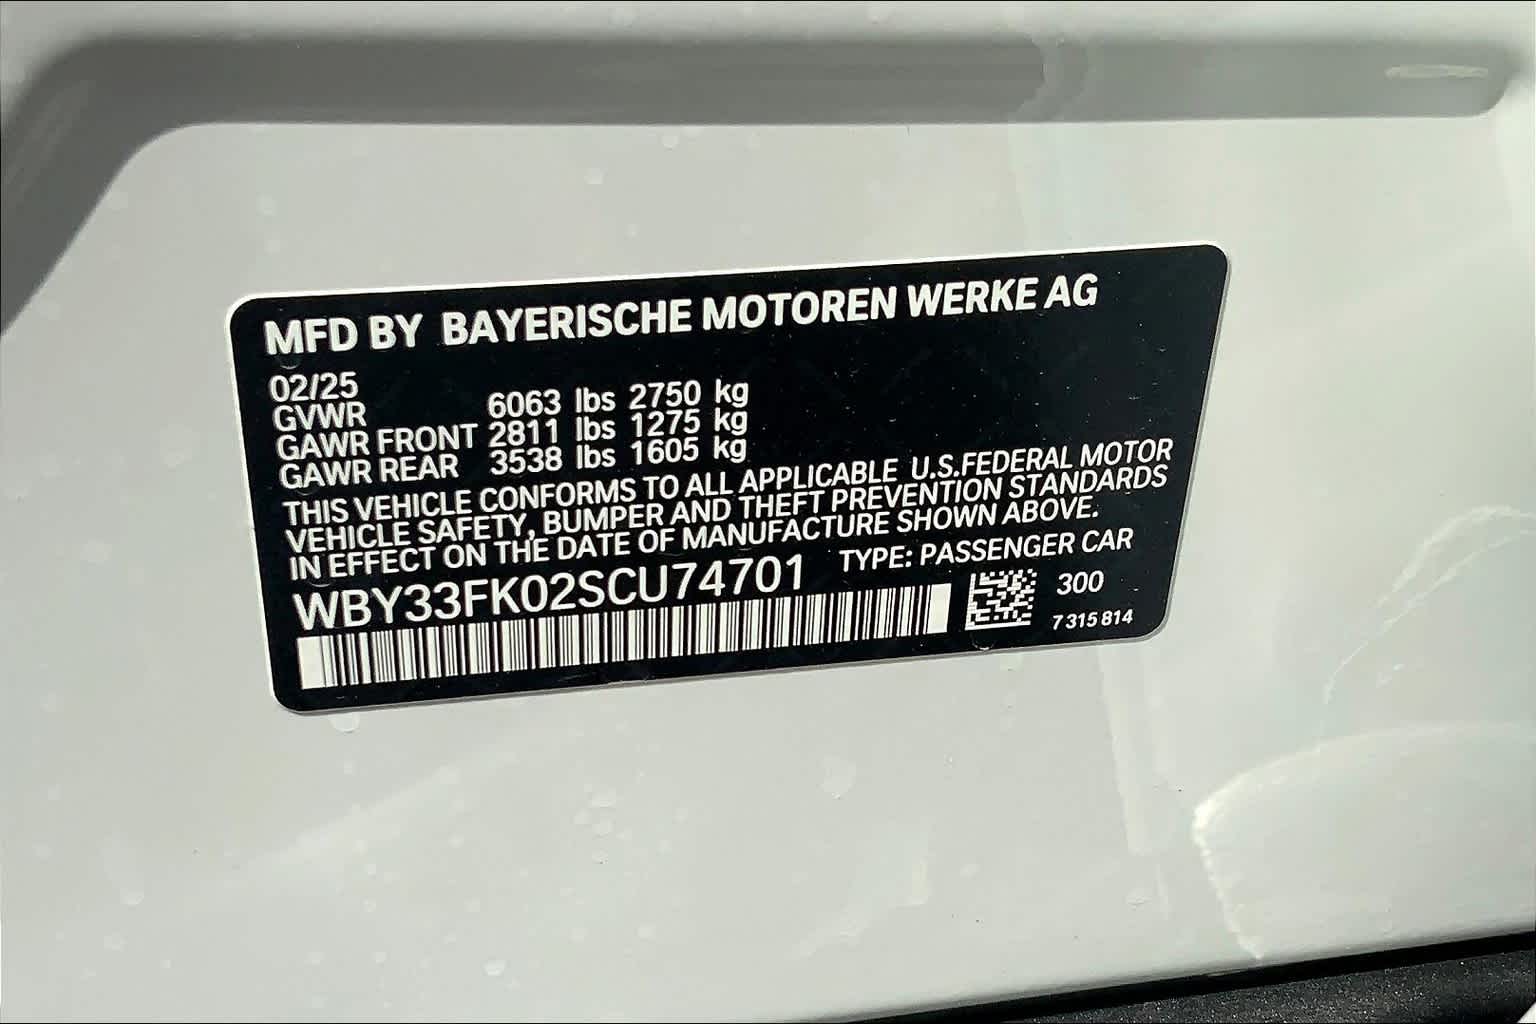 MFD BY BAYERISCHE MOTOREN WERKE AG
02/25
GVWR 6063 lbs 2750 kg
GAWR FRONT 2811 lbs 1275 kg
GAWR REAR 3538 lbs 1605 kg
THIS VEHICLE CONFORMS TO ALL APPLICABLE U.S.FEDERAL MOTOR
VEHICLE SAFETY, BUMPER AND THEFT PREVENTION STANDARDS
IN EFFECT ON THE DATE OF MANUFACTURE SHOWN ABOVE.
WBY33FK02SCU74701 TYPE: PASSENGER CAR
300
7 315 814